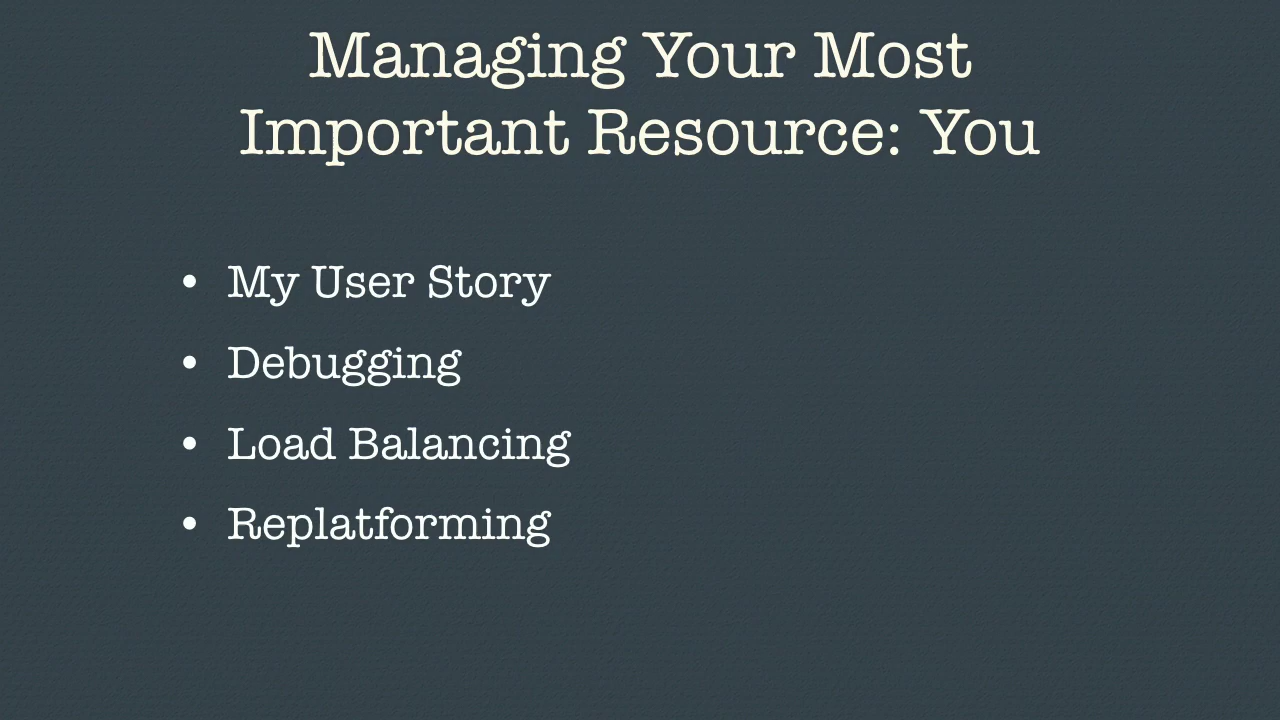 Managing Your Most
Important Resource: You
• My User Story
• Debugging
• Load Balancing
• Replatforming